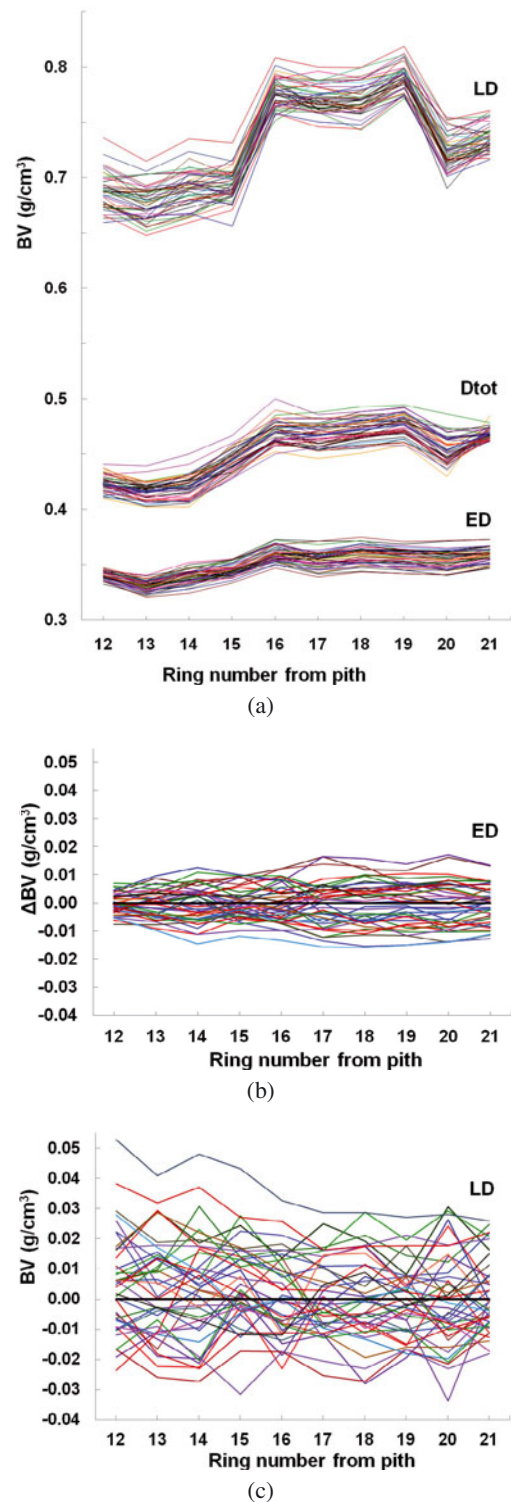 0.8
LD
0.7
BV (g/cm³)
0.6
0.5
Dtot
0.4
ED
0.3
12 13 14 15 16 17 18 19 20 21
Ring number from pith
(a)
0.05
0.04
ED
0.03
0.02
ΔBV (g/cm³)
0.01
0.00
-0.01
-0.02
-0.03
-0.04
12 13 14 15 16 17 18 19 20 21
Ring number from pith
(b)
0.05
LD
0.04
0.03
0.02
BV (g/cm³)
0.01
0.00
-0.01
-0.02
-0.03
-0.04
12 13 14 15 16 17 18 19 20 21
Ring number from pith
(c)